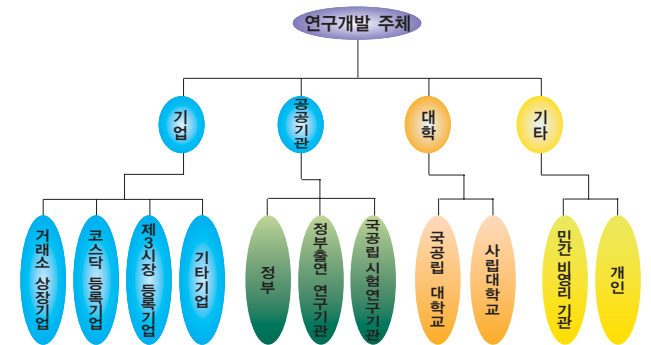 연구개발 주체
기업
공공기관
대학
기타
거래소 상장기업
코스닥 등록기업
제3시장 등록기업
기타기업
정부
정부출연 연구기관
국공립 시험연구기관
국공립 대학교
사립대학교
민간 비영리 기관
개인